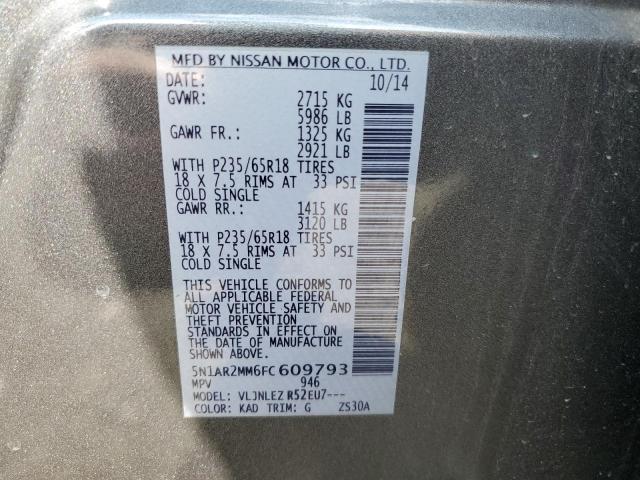 MFD BY NISSAN MOTOR CO., LTD.
DATE: 10/14
GVWR: 2715 KG
5986 LB
GAWR FR.: 1325 KG
2921 LB
WITH P235/65R18 TIRES
18 X 7.5 RIMS AT 33 PSI
COLD SINGLE
GAWR RR.: 1415 KG
3120 LB
WITH P235/65R18 TIRES
18 X 7.5 RIMS AT 33 PSI
COLD SINGLE
THIS VEHICLE CONFORMS TO
ALL APPLICABLE FEDERAL
MOTOR VEHICLE SAFETY AND
THEFT PREVENTION
STANDARDS IN EFFECT ON
THE DATE OF MANUFACTURE
SHOWN ABOVE.
5N1AR2MM6FC609793
MPV 946
MODEL: VLJNLEZ R52EU7---
COLOR: KAD TRIM: G ZS30A